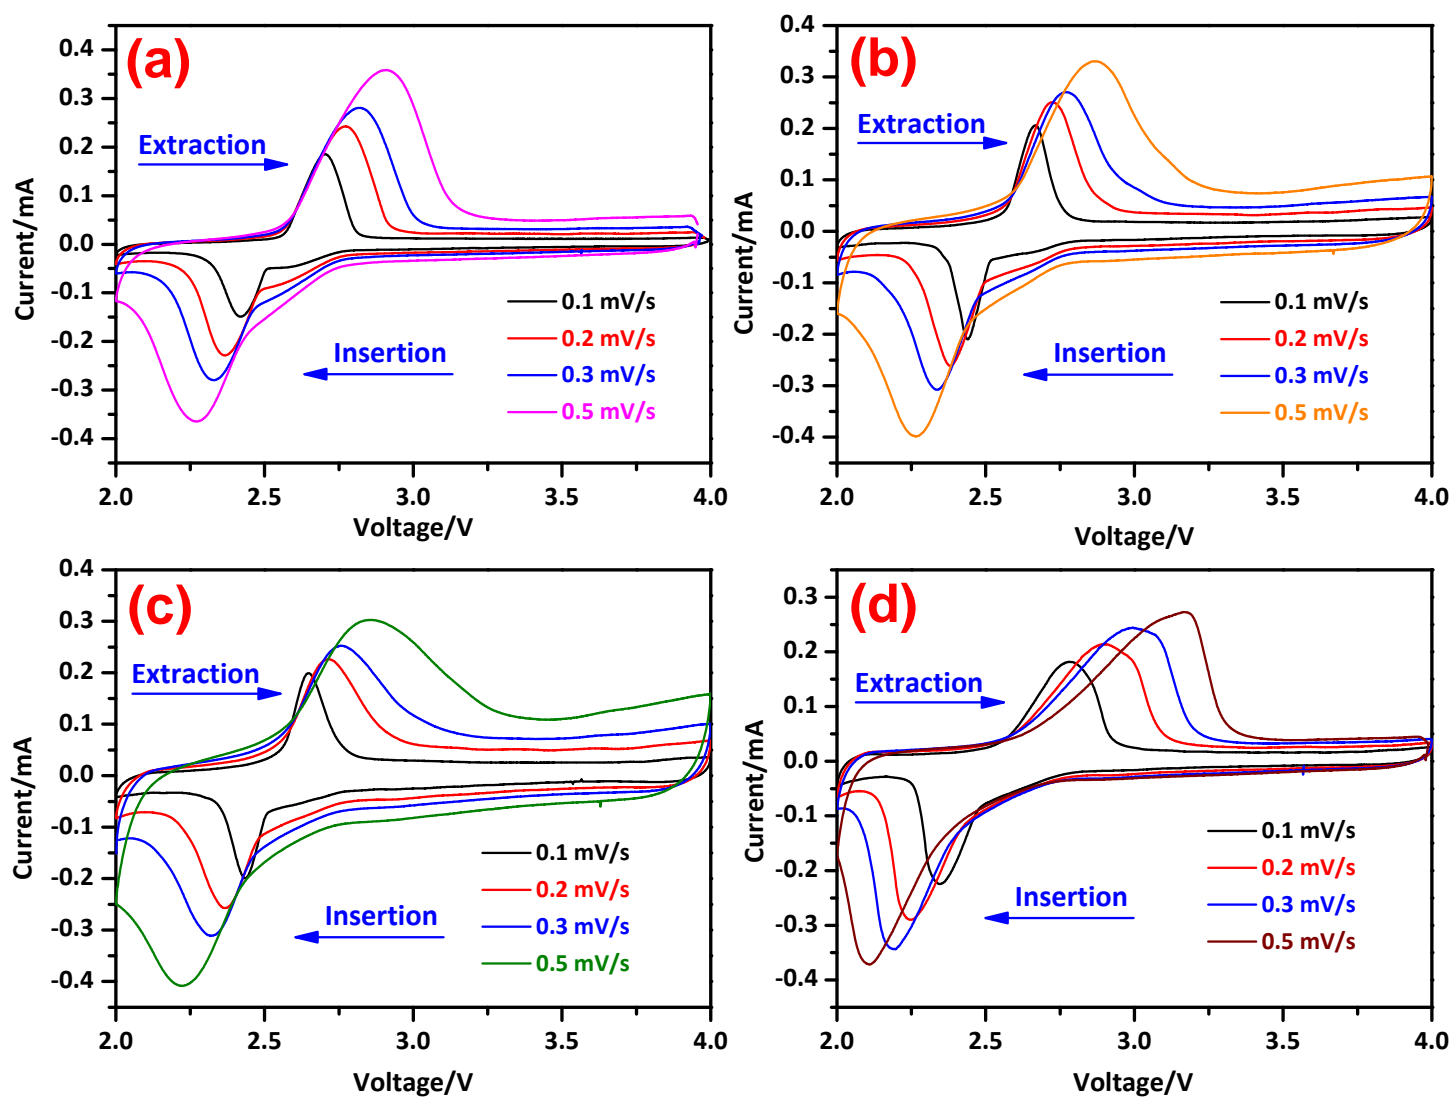 (a)
0.4
0.3
0.2
0.1
0.0
-0.1
-0.2
-0.3
-0.4
Current/mA
Extraction
Insertion
0.1 mV/s
0.2 mV/s
0.3 mV/s
0.5 mV/s
2.0 2.5 3.0 3.5 4.0
Voltage/V
(b)
0.4
0.3
0.2
0.1
0.0
-0.1
-0.2
-0.3
-0.4
Current/mA
Extraction
Insertion
0.1 mV/s
0.2 mV/s
0.3 mV/s
0.5 mV/s
2.0 2.5 3.0 3.5 4.0
Voltage/V
(c)
0.4
0.3
0.2
0.1
0.0
-0.1
-0.2
-0.3
-0.4
Current/mA
Extraction
Insertion
0.1 mV/s
0.2 mV/s
0.3 mV/s
0.5 mV/s
2.0 2.5 3.0 3.5 4.0
Voltage/V
(d)
0.3
0.2
0.1
0.0
-0.1
-0.2
-0.3
-0.4
Current/mA
Extraction
Insertion
0.1 mV/s
0.2 mV/s
0.3 mV/s
0.5 mV/s
2.0 2.5 3.0 3.5 4.0
Voltage/V